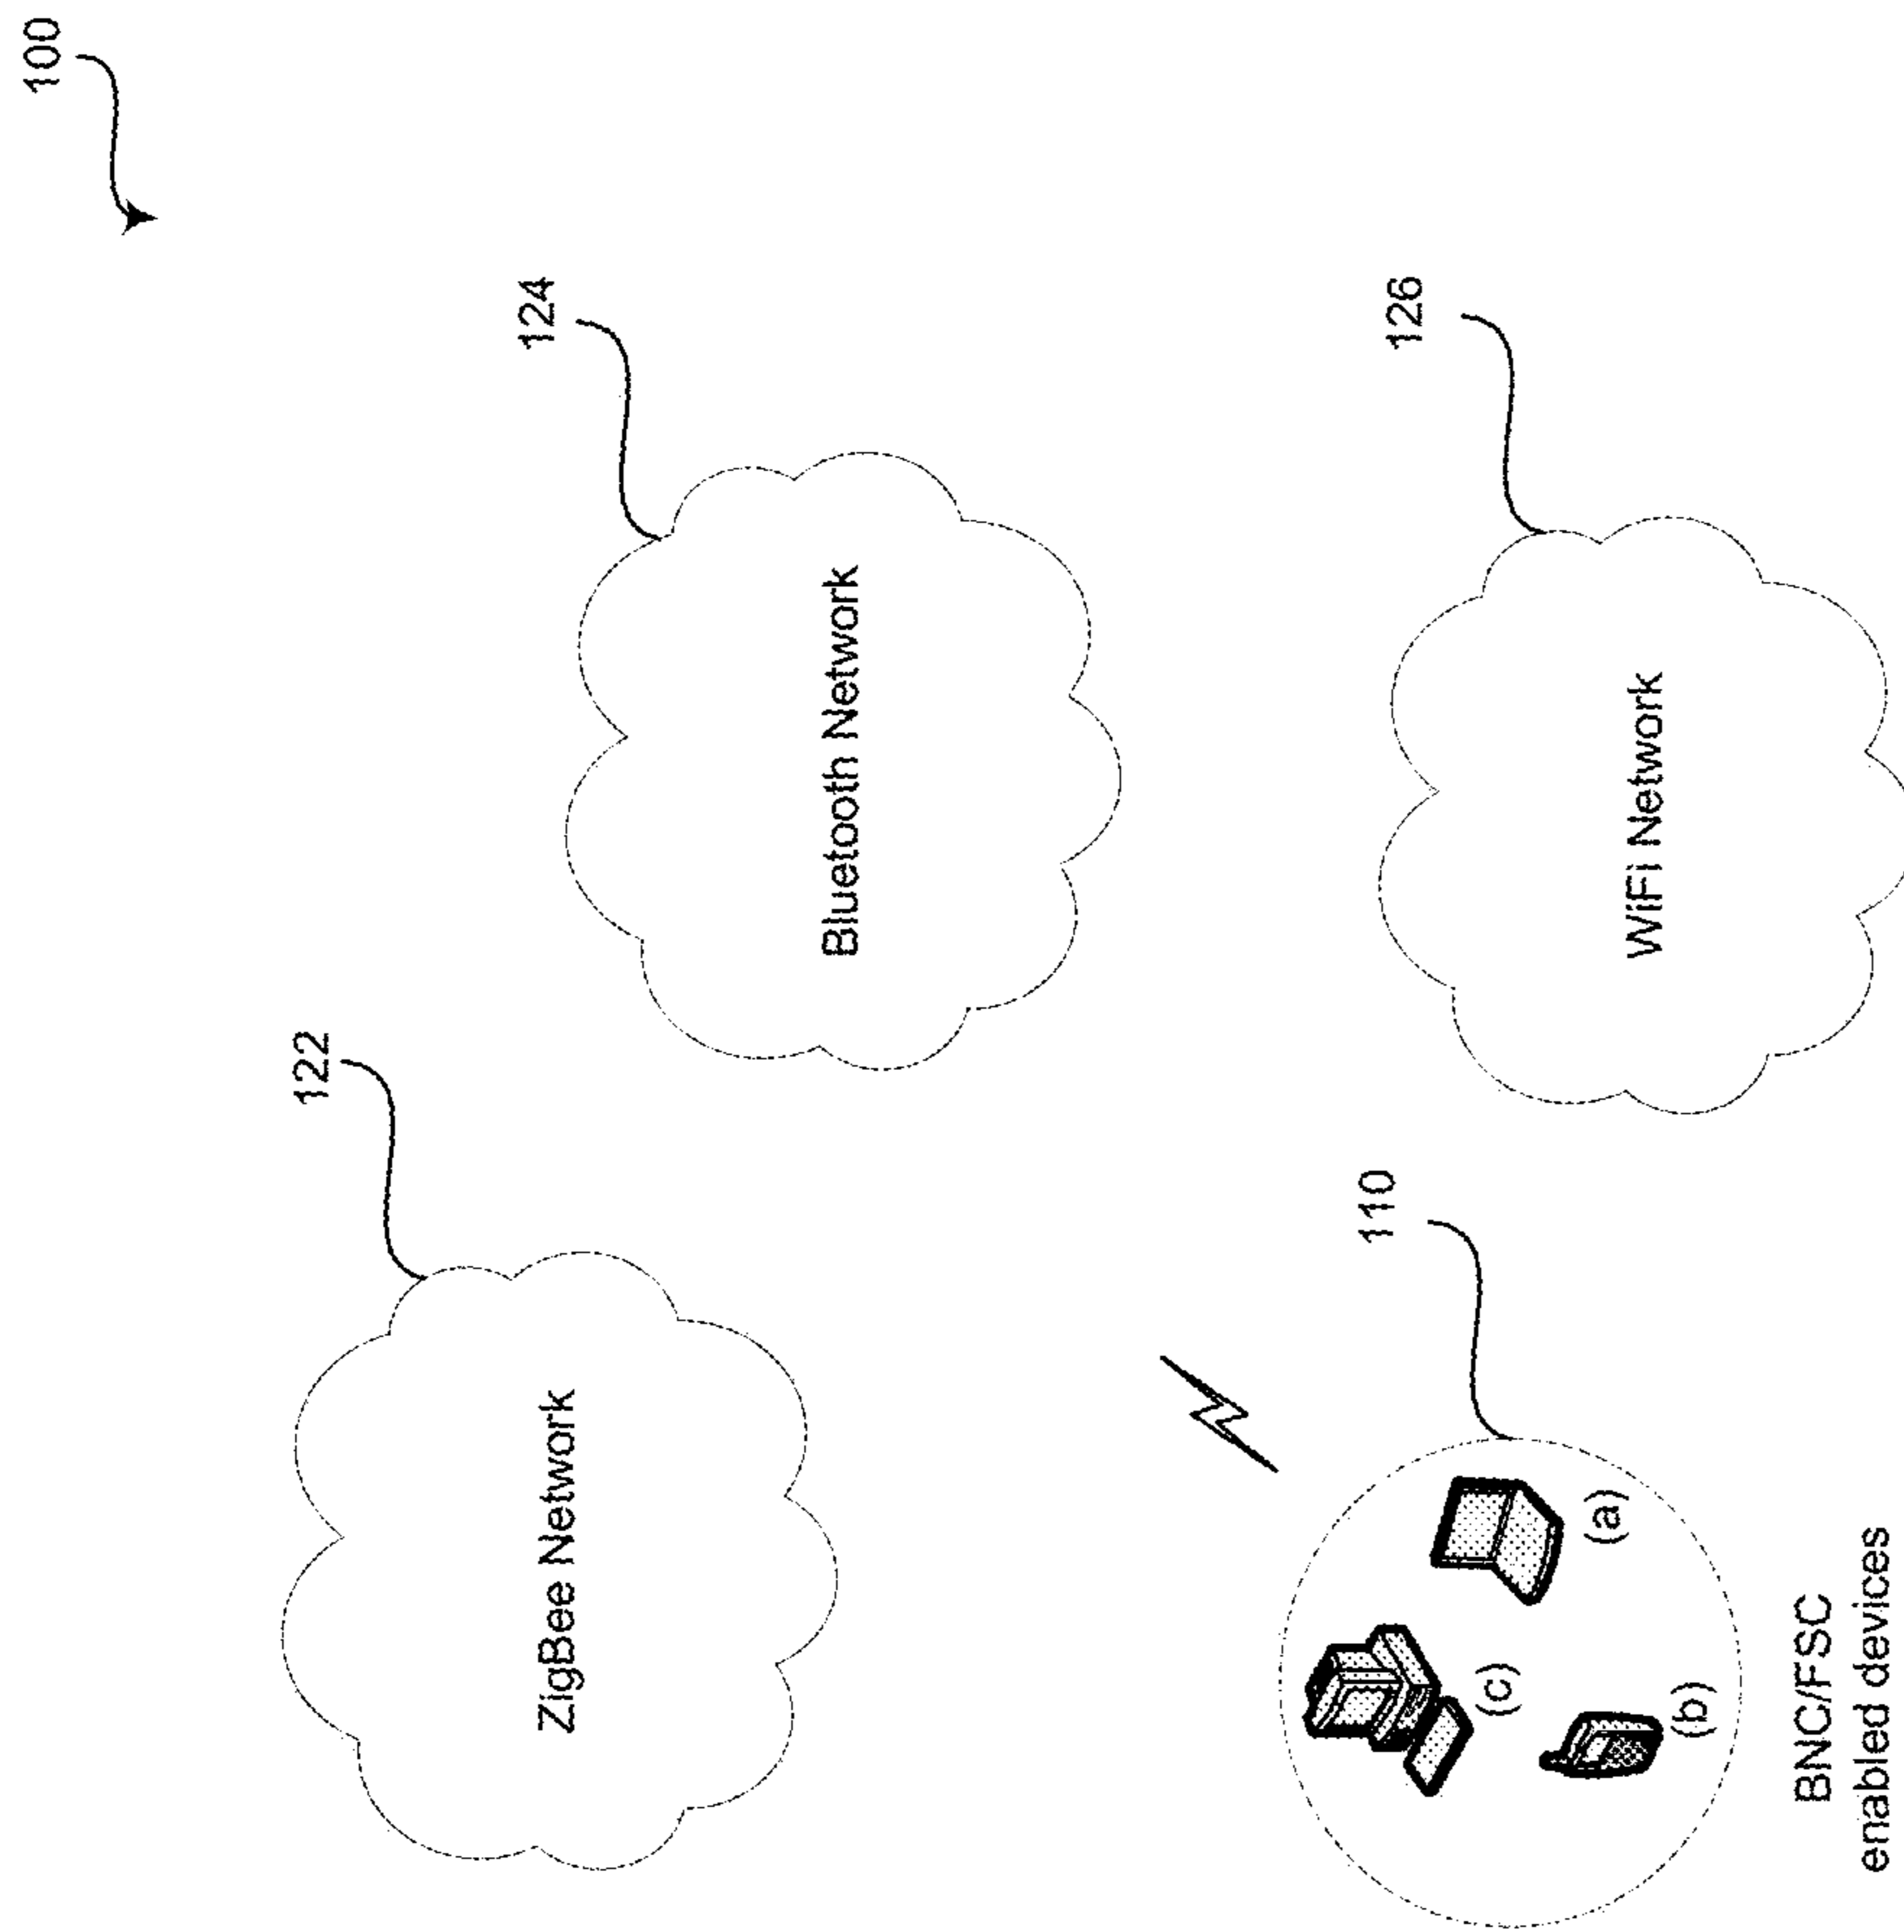 100
122
ZigBee Network
124
Bluetooth Network
110
(c)
(a)
(b)
BNC/FSC
enabled devices
126
WiFi Network